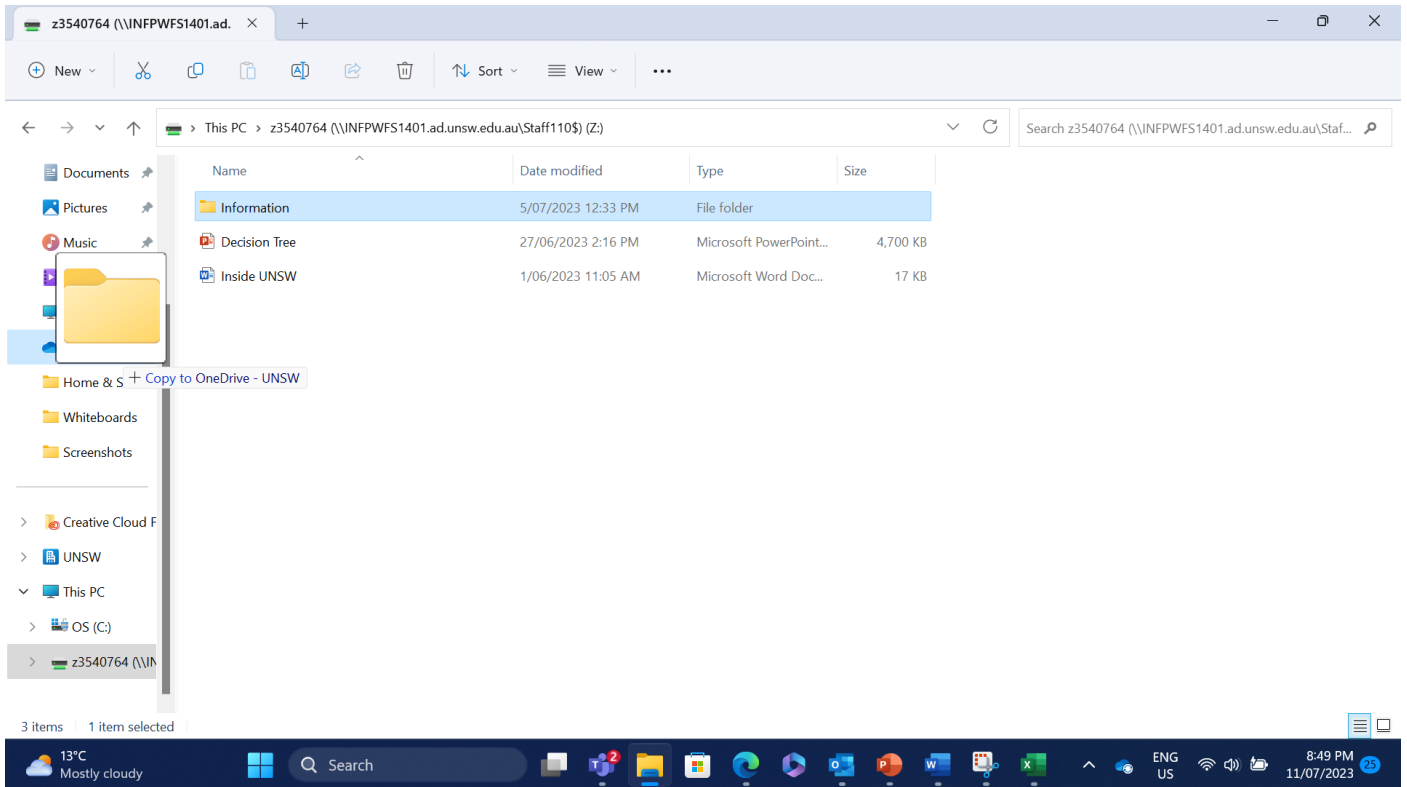 z3540764 (\\INFPWFS1401.ad.
New
Sort
View
This PC > z3540764 (\\INFPWFS1401.ad.unsw.edu.au\Staff110$) (Z:)
Search z3540764 (\\INFPWFS1401.ad.unsw.edu.au\Staf...
Documents
Pictures
Music
Home & S
Whiteboards
Screenshots
Creative Cloud F
UNSW
This PC
OS (C:)
z3540764 (\\IN
Name Date modified Type Size
Information 5/07/2023 12:33 PM File folder
Decision Tree 27/06/2023 2:16 PM Microsoft PowerPoint... 4,700 KB
Inside UNSW 1/06/2023 11:05 AM Microsoft Word Doc... 17 KB
+ Copy to OneDrive - UNSW
3 items 1 item selected
13°C
Mostly cloudy
Search
2
ENG
US
8:49 PM
11/07/2023
25